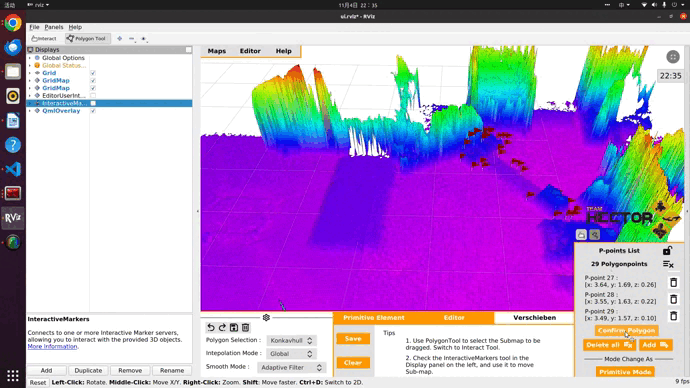 活动
rviz
11月4日 22：35
中
ui.rviz* - RViz
File Panels Help
Interact
Polygon Tool
Displays
Global Options
Global Status...
Grid
GridMap
GridMap
EditorUserInt...
InteractiveMa...
QmlOverlay
InteractiveMarkers
Connects to one or more Interactive Marker servers,
allowing you to interact with the provided 3D objects.
More Information.
Add Duplicate Remove Rename
Maps Editor Help
22:35
TEAM
HECTOR
P-points List
29 Polygonpoints
P-point 27 :
[x: 3.64, y: 1.69, z: 0.26]
P-point 28 :
[x: 3.55, y: 1.63, z: 0.22]
P-point 29 :
[x: 3.49, y: 1.57, z: 0.10]
Confirm Polygon
Delete all
Add
Mode Change As
Primitive Mode
Polygon Selection : Konkavhull
Intepolation Mode : Global
Smooth Mode : Adaptive Filter
Primitive Element Editor Verschieben
Save
Clear
Tips
1. Use PolygonTool to select the Submap to be
dragged. Switch to Interact Tool.
2. Check the InteractiveMarkers tool in the
Display panel on the left, and use it to move
Sub-map.
Reset Left-Click: Rotate. Middle-Click: Move X/Y. Right-Click: Zoom. Shift: Move faster. Ctrl+D: Switch to 2D.
9 fps